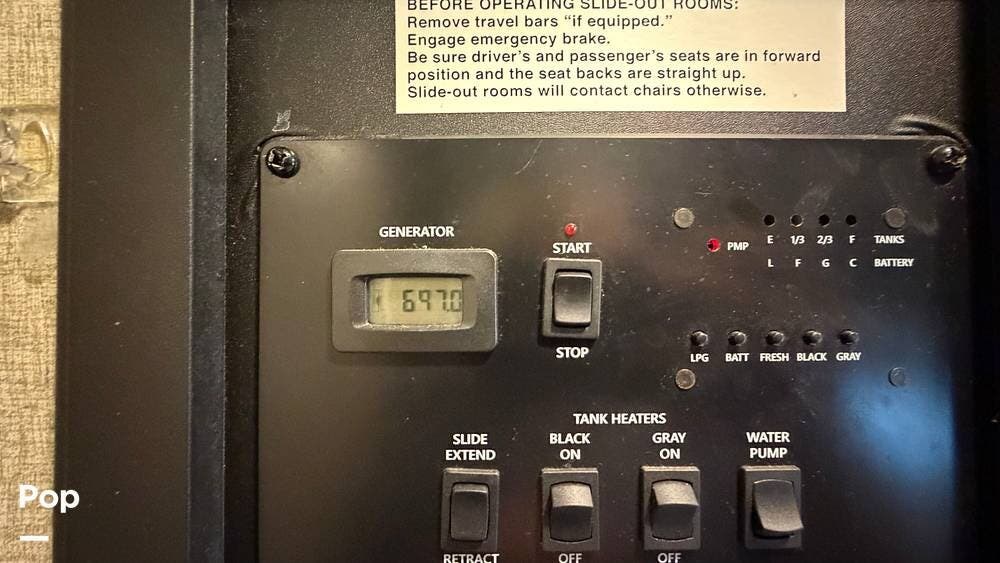 BEFORE OPERATING SLIDE-OUT ROOMS:
Remove travel bars “if equipped.”
Engage emergency brake.
Be sure driver’s and passenger’s seats are in forward
position and the seat backs are straight up.
Slide-out rooms will contact chairs otherwise.
GENERATOR
697.0
START
STOP
PMP
E 1/3 2/3 F TANKS
L F G C BATTERY
LPG BATT FRESH BLACK GRAY
TANK HEATERS
SLIDE
EXTEND
RETRACT
BLACK
ON
OFF
GRAY
ON
OFF
WATER
PUMP
Pop